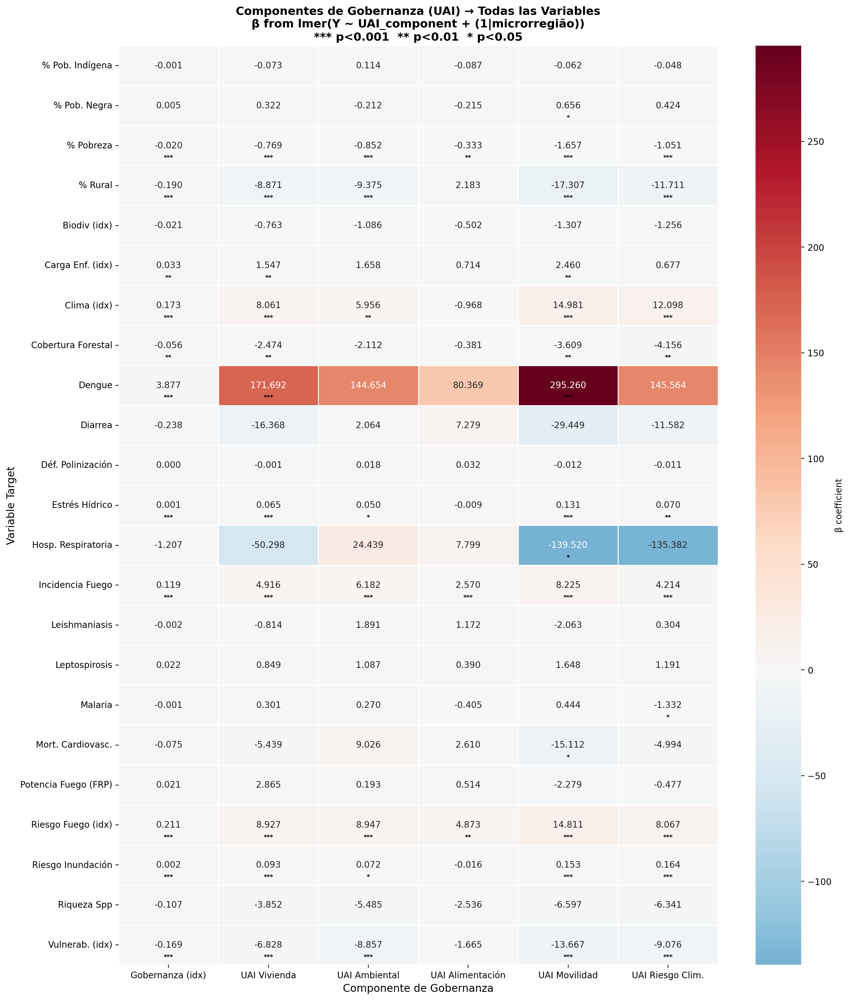 Componentes de Gobernanza (UAI) → Todas las Variables
β from lmer(Y ~ UAI_component + (1|microrregião))
*** p<0.001  ** p<0.01  * p<0.05
% Pob. Indígena -0.001 -0.073 0.114 -0.087 -0.062 -0.048
% Pob. Negra 0.005 0.322 -0.212 -0.215 0.656 0.424
*
% Pobreza -0.020 -0.769 -0.852 -0.333 -1.657 -1.051
*** *** *** ** *** ***
% Rural -0.190 -8.871 -9.375 2.183 -17.307 -11.711
*** *** *** *** ***
Biodiv (idx) -0.021 -0.763 -1.086 -0.502 -1.307 -1.256
Carga Enf. (idx) 0.033 1.547 1.658 0.714 2.460 0.677
** ** **
Clima (idx) 0.173 8.061 5.956 -0.968 14.981 12.098
*** *** ** *** ***
Cobertura Forestal -0.056 -2.474 -2.112 -0.381 -3.609 -4.156
** ** ** **
Dengue 3.877 171.692 144.654 80.369 295.260 145.564
*** *** ***
Diarrea -0.238 -16.368 2.064 7.279 -29.449 -11.582
Déf. Polinización 0.000 -0.001 0.018 0.032 -0.012 -0.011
Estrés Hídrico 0.001 0.065 0.050 -0.009 0.131 0.070
*** *** * *** **
Hosp. Respiratoria -1.207 -50.298 24.439 7.799 -139.520 -135.382
*
Incidencia Fuego 0.119 4.916 6.182 2.570 8.225 4.214
*** *** *** *** *** ***
Leishmaniasis -0.002 -0.814 1.891 1.172 -2.063 0.304
Leptospirosis 0.022 0.849 1.087 0.390 1.648 1.191
Malaria -0.001 0.301 0.270 -0.405 0.444 -1.332
*
Mort. Cardiovasc. -0.075 -5.439 9.026 2.610 -15.112 -4.994
*
Potencia Fuego (FRP) 0.021 2.865 0.193 0.514 -2.279 -0.477
Riesgo Fuego (idx) 0.211 8.927 8.947 4.873 14.811 8.067
*** *** *** ** *** ***
Riesgo Inundación 0.002 0.093 0.072 -0.016 0.153 0.164
*** *** * *** ***
Riqueza Spp -0.107 -3.852 -5.485 -2.536 -6.597 -6.341
Vulnerab. (idx) -0.169 -6.828 -8.857 -1.665 -13.667 -9.076
*** *** *** *** ***
Gobernanza (idx) UAI Vivienda UAI Ambiental UAI Alimentación UAI Movilidad UAI Riesgo Clim.
Componente de Gobernanza
Variable Target
250
200
150
100
50
0
−50
−100
β coefficient